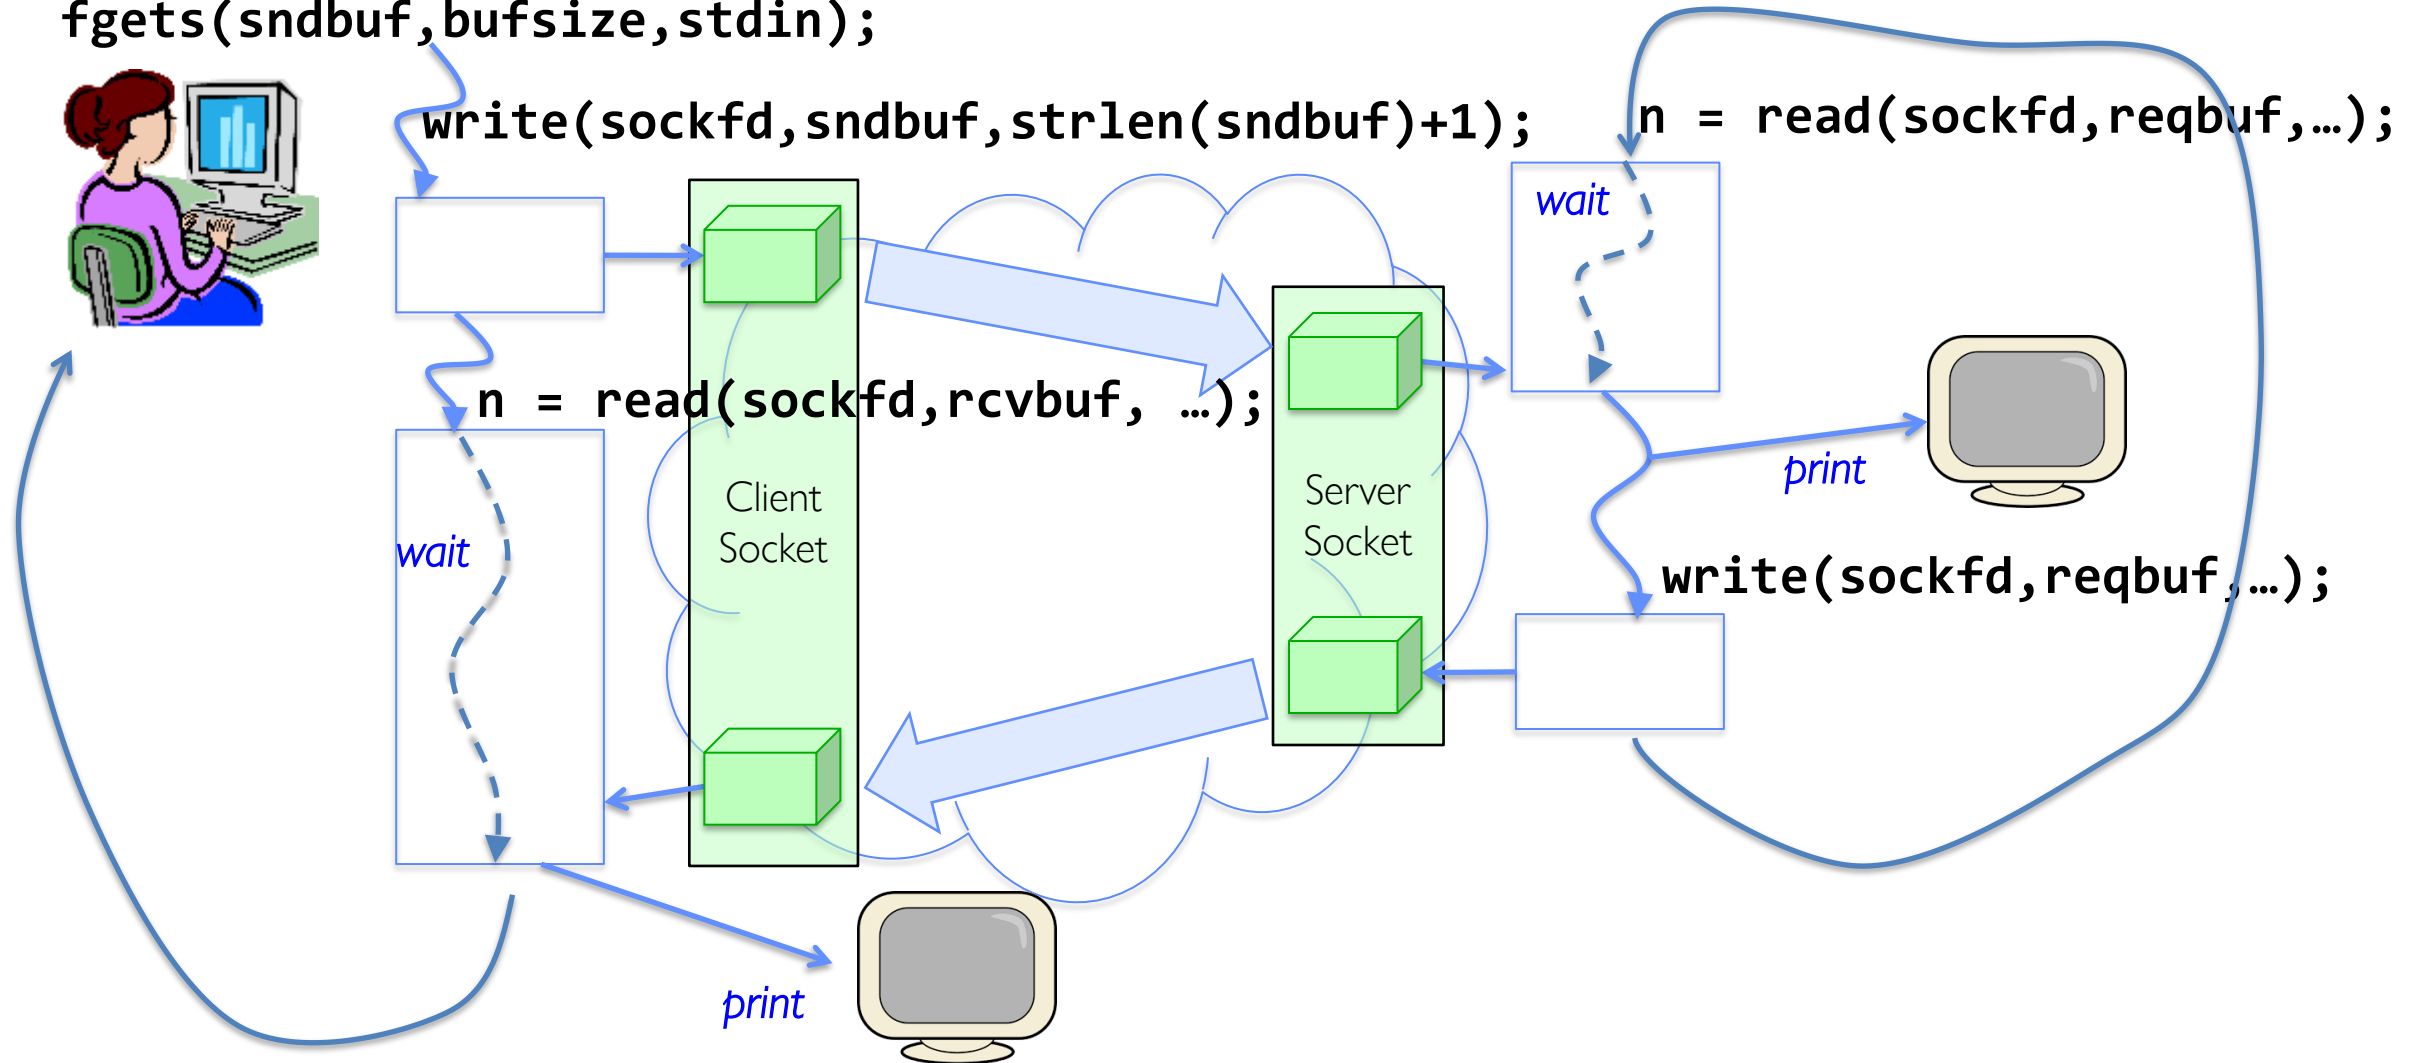 fgets(sndbuf,bufsize,stdin);
write(sockfd,sndbuf,strlen(sndbuf)+1);
n = read(sockfd,reqbuf,…);
wait
n = read(sockfd,rcvbuf, …);
Client
Socket
Server
Socket
print
wait
write(sockfd,reqbuf,…);
print